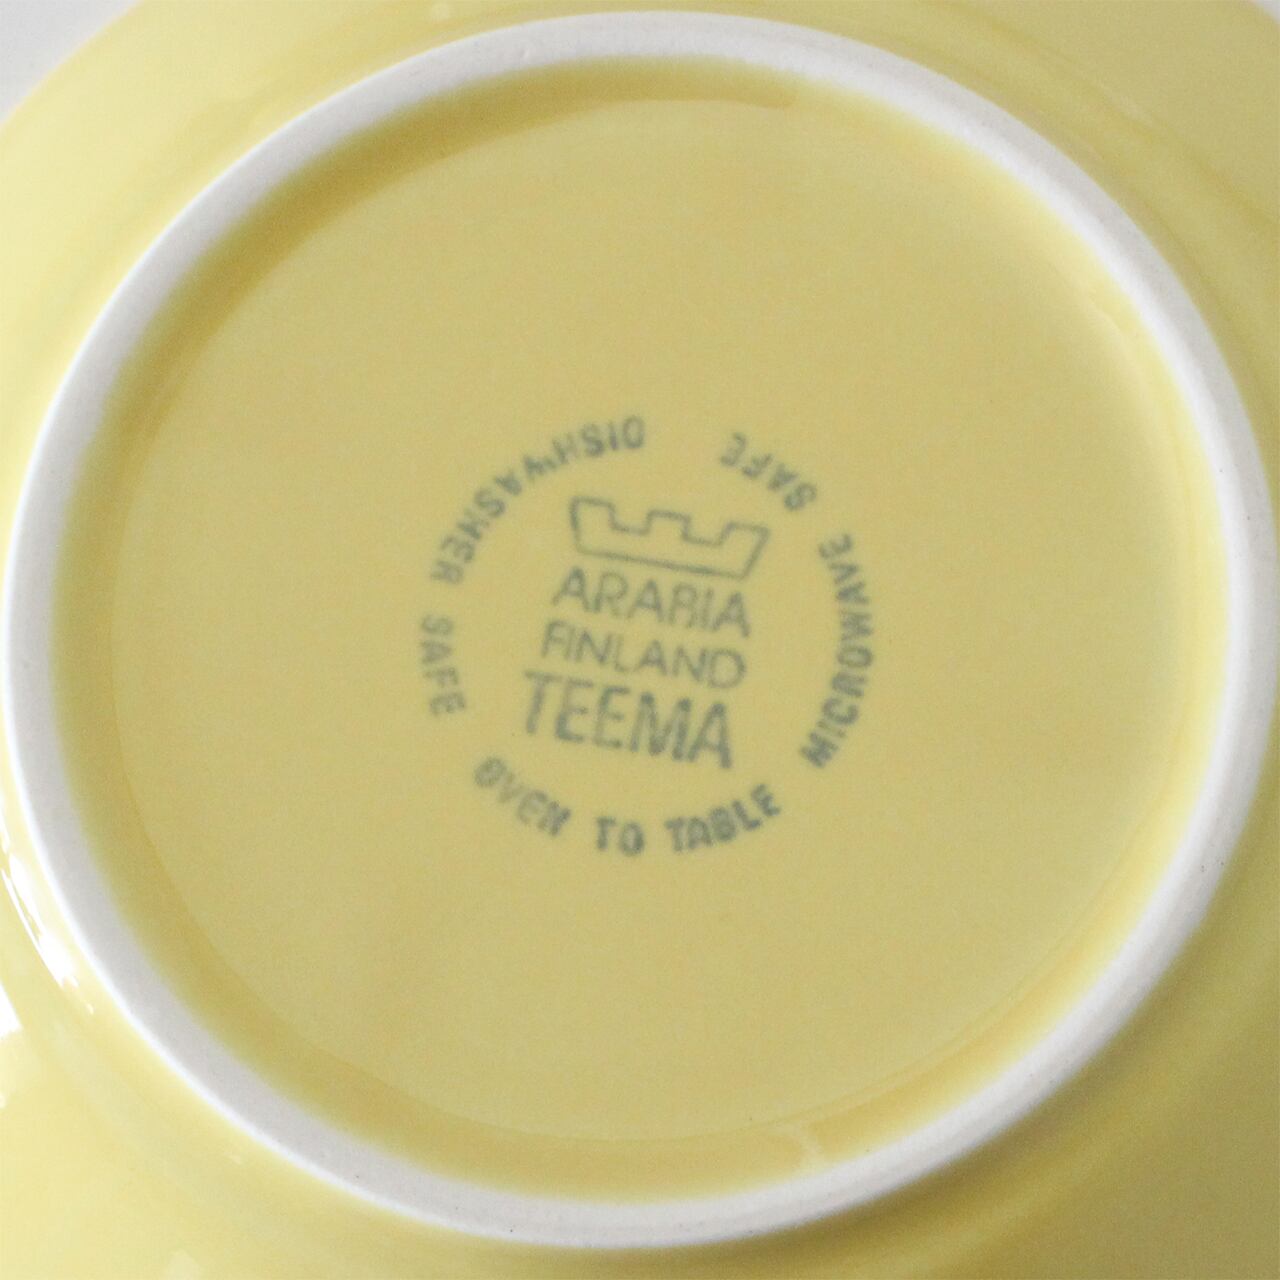 ARABIA
FINLAND
TEEMA
OVEN TO TABLE
MICROWAVE SAFE
DISHWASHER SAFE